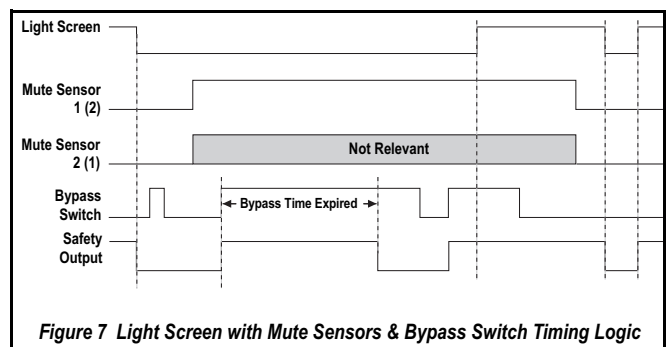 Light Screen
Mute Sensor
1 (2)
Mute Sensor
2 (1)
Not Relevant
Bypass
Switch
Bypass Time Expired
Safety
Output
Figure 7 Light Screen with Mute Sensors & Bypass Switch Timing Logic